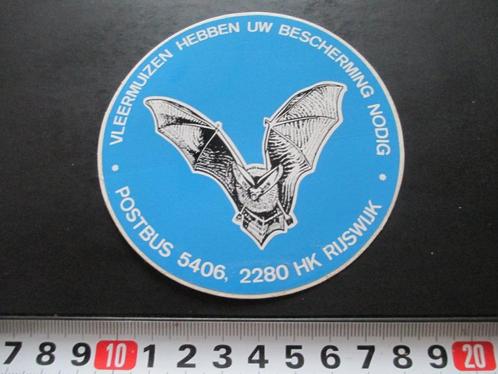 • VLEERMUIZEN HEBBEN UW BESCHERMING NODIG •
POSTBUS 5406, 2280 HK RIJSWIJK
7 8 9 10 1 2 3 4 5 6 7 8 9 20